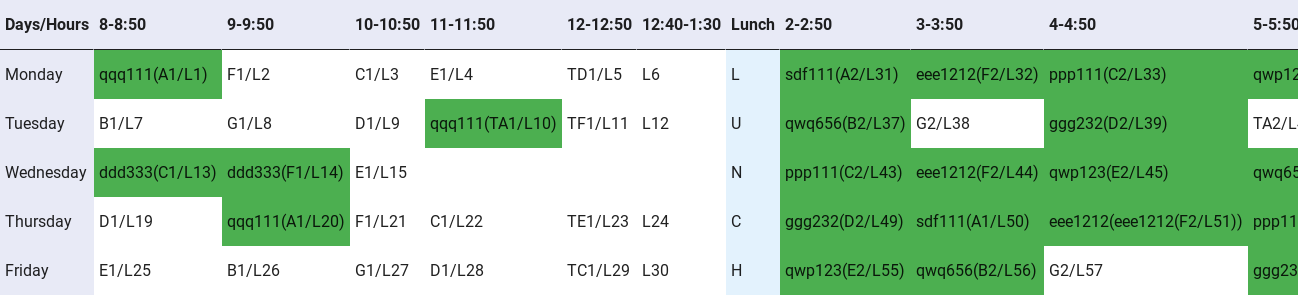 Days/Hours 8-8:50 9-9:50 10-10:50 11-11:50 12-12:50 12:40-1:30 Lunch 2-2:50 3-3:50 4-4:50 5-5:50
Monday qqq111(A1/L1) F1/L2 C1/L3 E1/L4 TD1/L5 L6 L sdf111(A2/L31) eee1212(F2/L32) ppp111(C2/L33) qwp12
Tuesday B1/L7 G1/L8 D1/L9 qqq111(TA1/L10) TF1/L11 L12 U qwq656(B2/L37) G2/L38 ggg232(D2/L39) TA2/L
Wednesday ddd333(C1/L13) ddd333(F1/L14) E1/L15 N ppp111(C2/L43) eee1212(F2/L44) qwp123(E2/L45) qwq65
Thursday D1/L19 qqq111(A1/L20) F1/L21 C1/L22 TE1/L23 L24 C ggg232(D2/L49) sdf111(A1/L50) eee1212(eee1212(F2/L51)) ppp11
Friday E1/L25 B1/L26 G1/L27 D1/L28 TC1/L29 L30 H qwp123(E2/L55) qwq656(B2/L56) G2/L57 ggg23